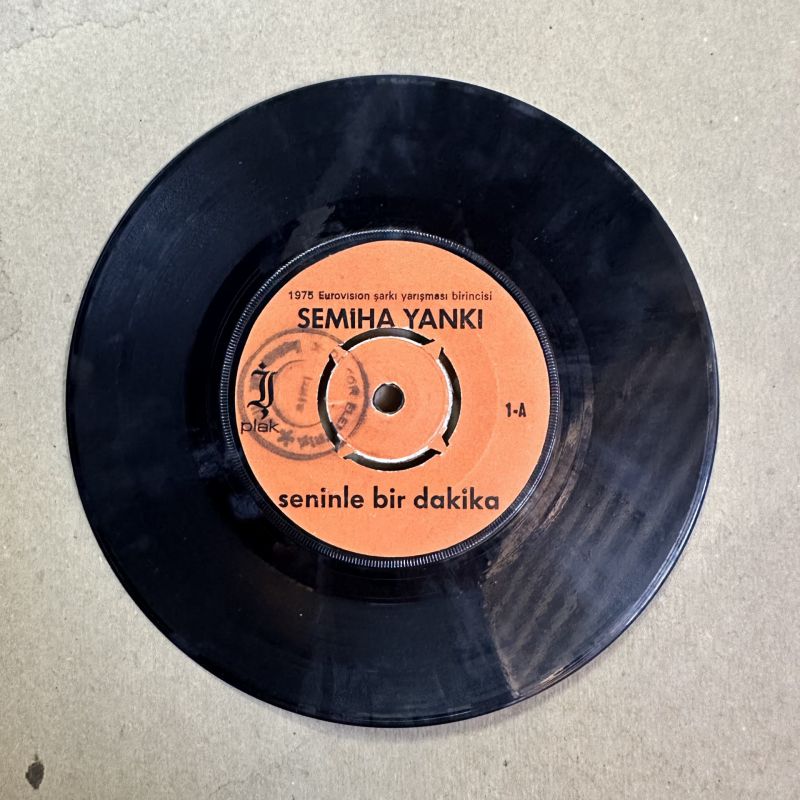 1975 Eurovision şarkı yarışması birincisi
SEMİHA YANKI
plak
1-A
seninle bir dakika